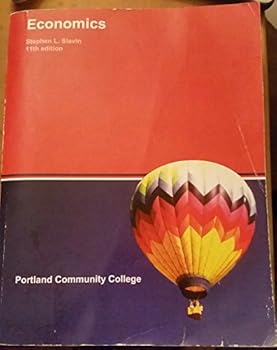 Economics
Stephen L. Slavin
11th edition
Portland Community College